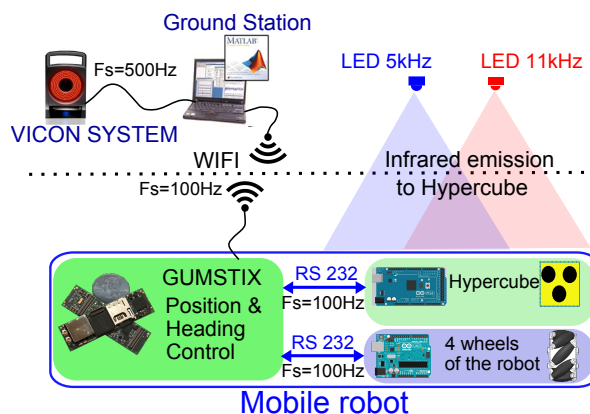 Ground Station
MATLAB
Fs=500Hz
VICON SYSTEM
LED 5kHz
LED 11kHz
WIFI
Fs=100Hz
Infrared emission
to Hypercube
GUMSTIX
Position &
Heading
Control
RS 232
Fs=100Hz
Hypercube
RS 232
Fs=100Hz
4 wheels
of the robot
Mobile robot